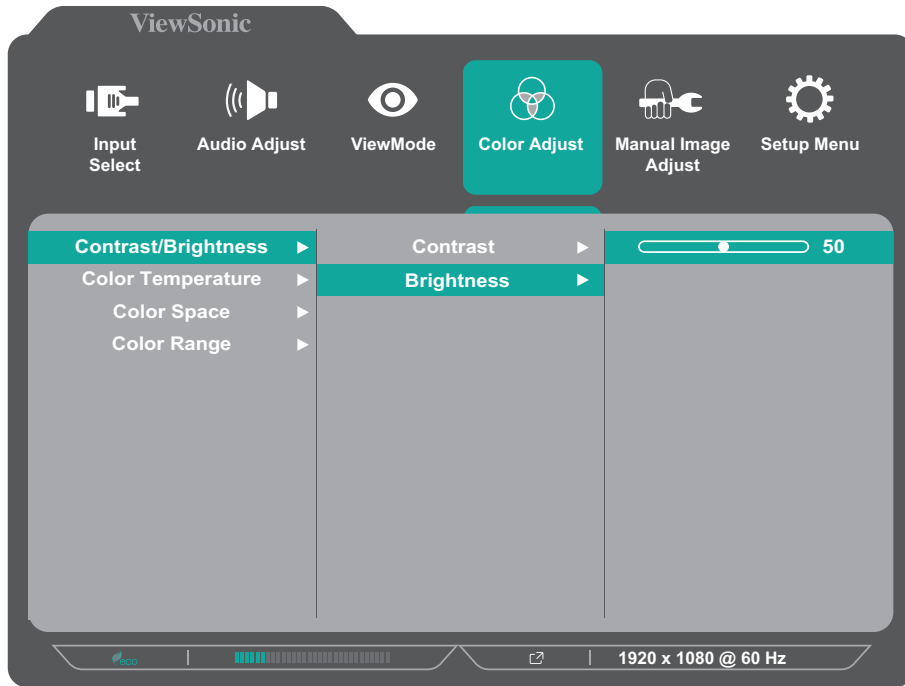 ViewSonic
Input
Select
Audio Adjust
ViewMode
Color Adjust
Manual Image
Adjust
Setup Menu
Contrast/Brightness
Contrast
50
Color Temperature
Brightness
Color Space
Color Range
eco
1920 x 1080 @ 60 Hz